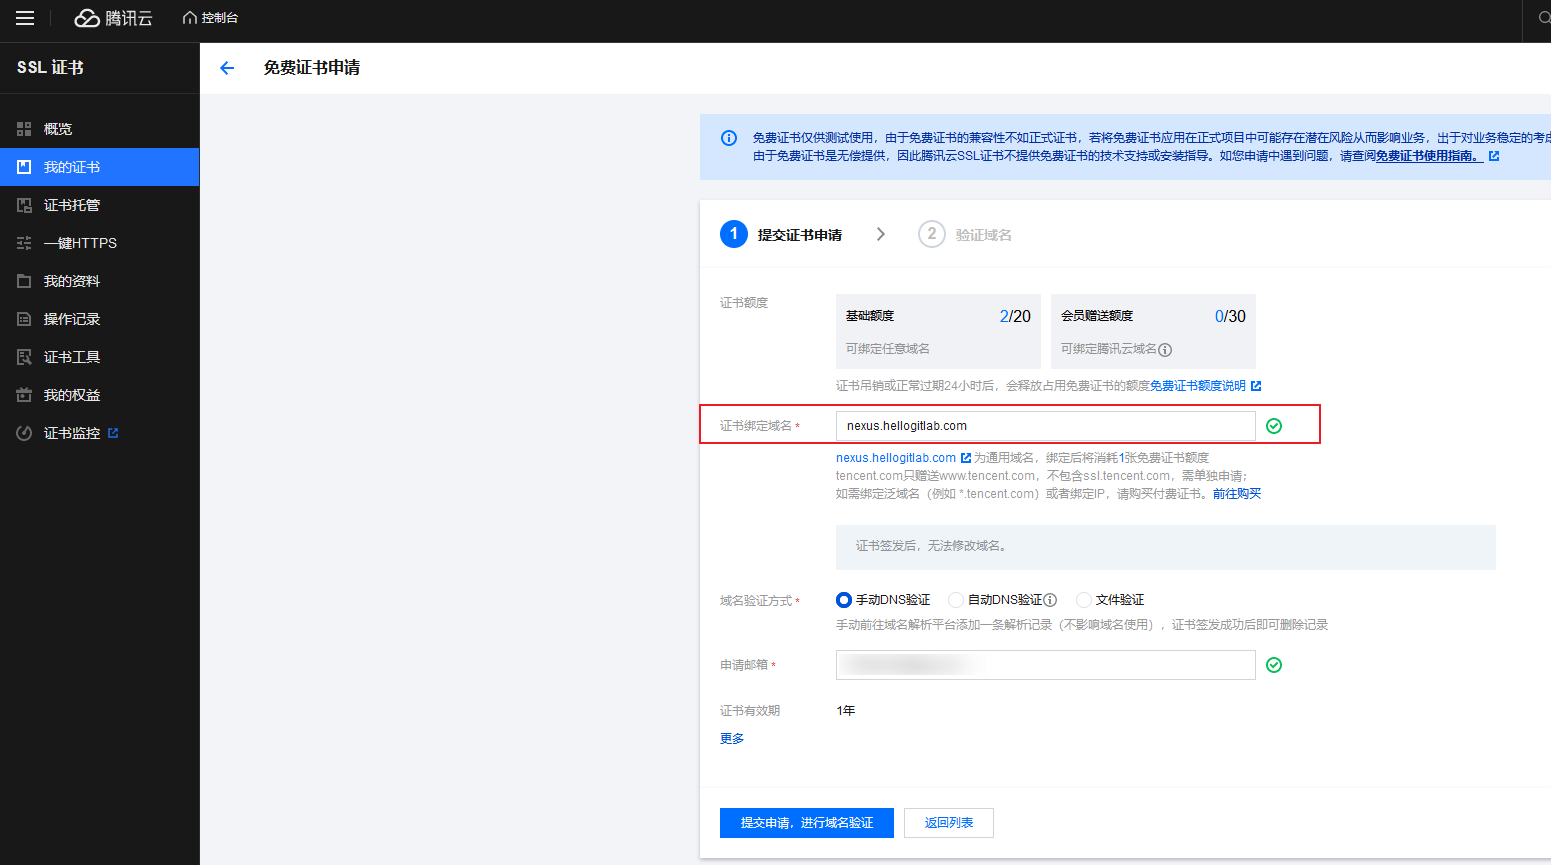 腾讯云
控制台
SSL 证书
免费证书申请
概览
我的证书
证书托管
一键HTTPS
我的资料
操作记录
证书工具
我的权益
证书监控
免费证书仅供测试使用，由于免费证书的兼容性不如正式证书，若将免费证书应用在正式项目中可能存在潜在风险从而影响业务，出于对业务稳定的考虑
由于免费证书是无偿提供，因此腾讯云SSL证书不提供免费证书的技术支持或安装指导。如您申请中遇到问题，请查阅免费证书使用指南。
1 提交证书申请
2 验证域名
证书额度
基础额度 2/20
可绑定任意域名
会员赠送额度 0/30
可绑定腾讯云域名
证书吊销或正常过期24小时后，会释放占用免费证书的额度免费证书额度说明
证书绑定域名 * nexus.hellogitlab.com
nexus.hellogitlab.com 为通用域名，绑定后将消耗1张免费证书额度
tencent.com只赠送www.tencent.com，不包含ssl.tencent.com，需单独申请；
如需绑定泛域名（例如 *.tencent.com）或者绑定IP，请购买付费证书。前往购买
证书签发后，无法修改域名。
域名验证方式 * 手动DNS验证 自动DNS验证 文件验证
手动前往域名解析平台添加一条解析记录（不影响域名使用），证书签发成功后即可删除记录
申请邮箱 *
证书有效期 1年
更多
提交申请，进行域名验证 返回列表